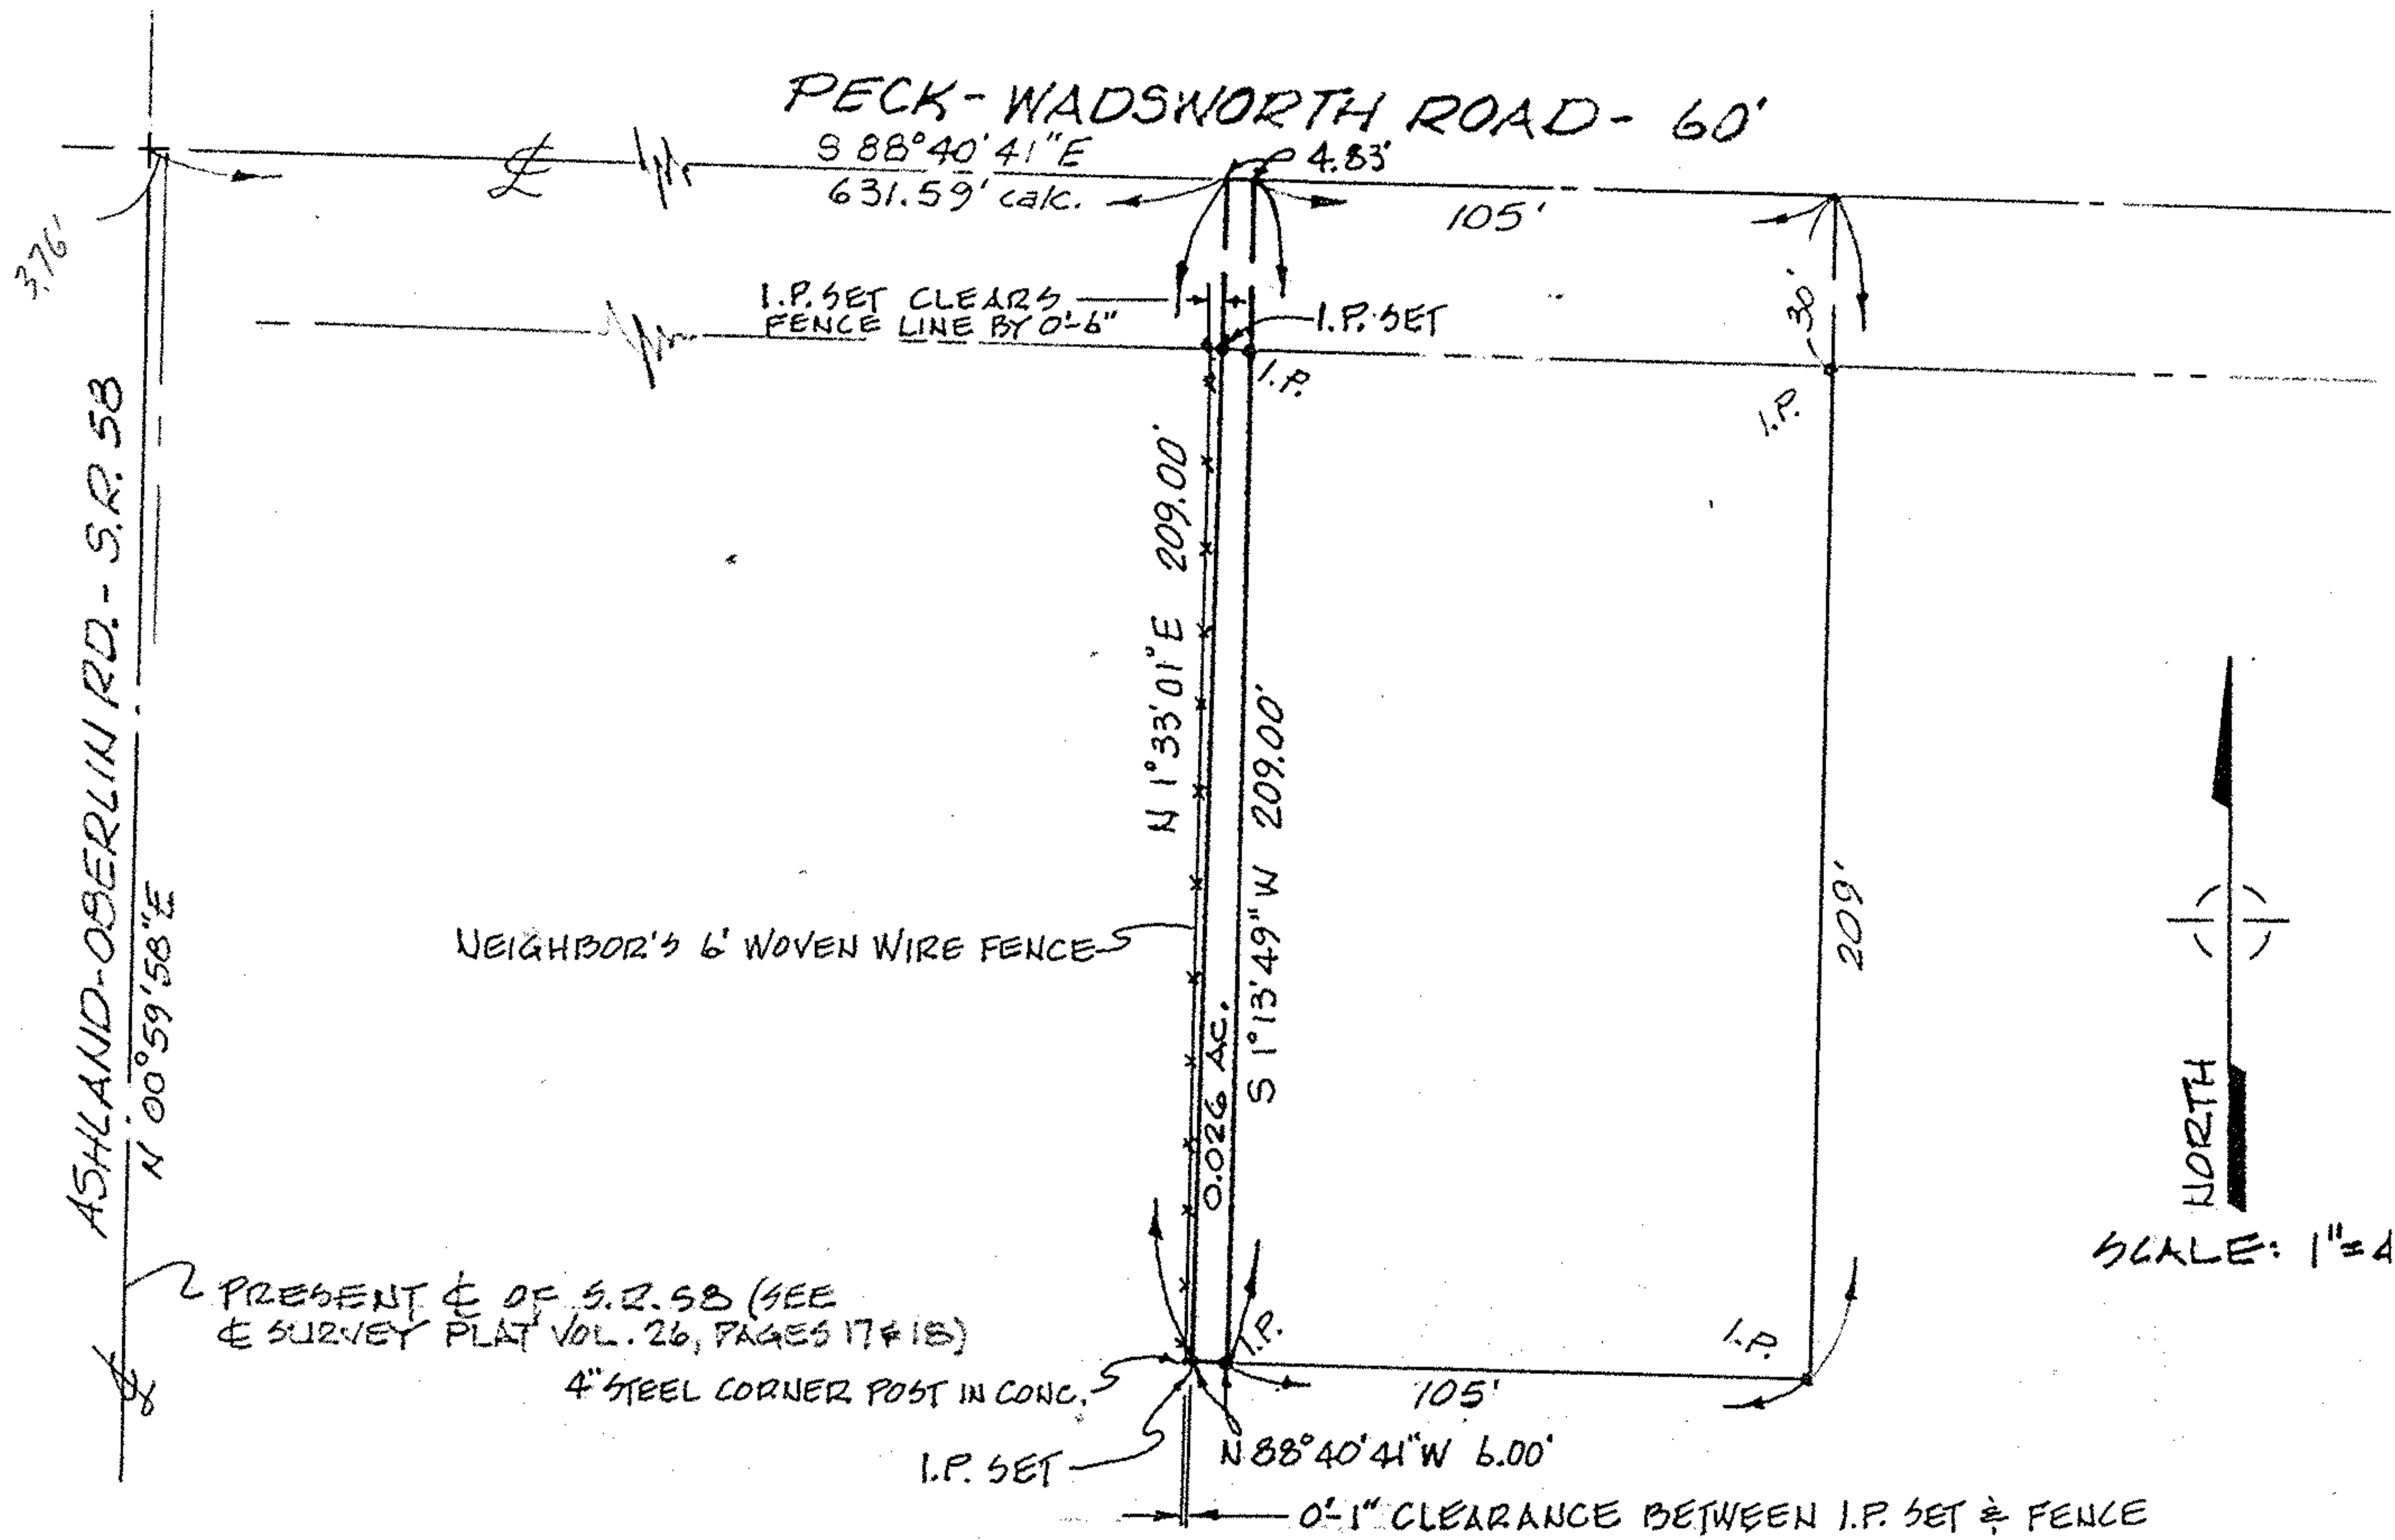 PECK-WADSWORTH ROAD - 60'
S 88°40'41"E
4.83'
631.59' calc.
105'
3.76'
I.P. SET CLEARS
FENCE LINE BY 0'-6"
I.P. SET
30'
I.P.
I.P.
ASHLAND-OBERLIN RD. - S.R. 58
N 00°59'58"E
N 1°33'01"E 209.00'
S 1°13'49"W 209.00'
209'
NEIGHBOR'S 6' WOVEN WIRE FENCE
0.026 AC.
NORTH
SCALE: 1"=4
PRESENT ℄ OF S.R. 58 (SEE
℄ SURVEY PLAT VOL. 26, PAGES 17 & 18)
I.P.
I.P.
4" STEEL CORNER POST IN CONC.
105'
I.P. SET
N 88°40'41"W 6.00'
0'-1" CLEARANCE BETWEEN I.P. SET & FENCE